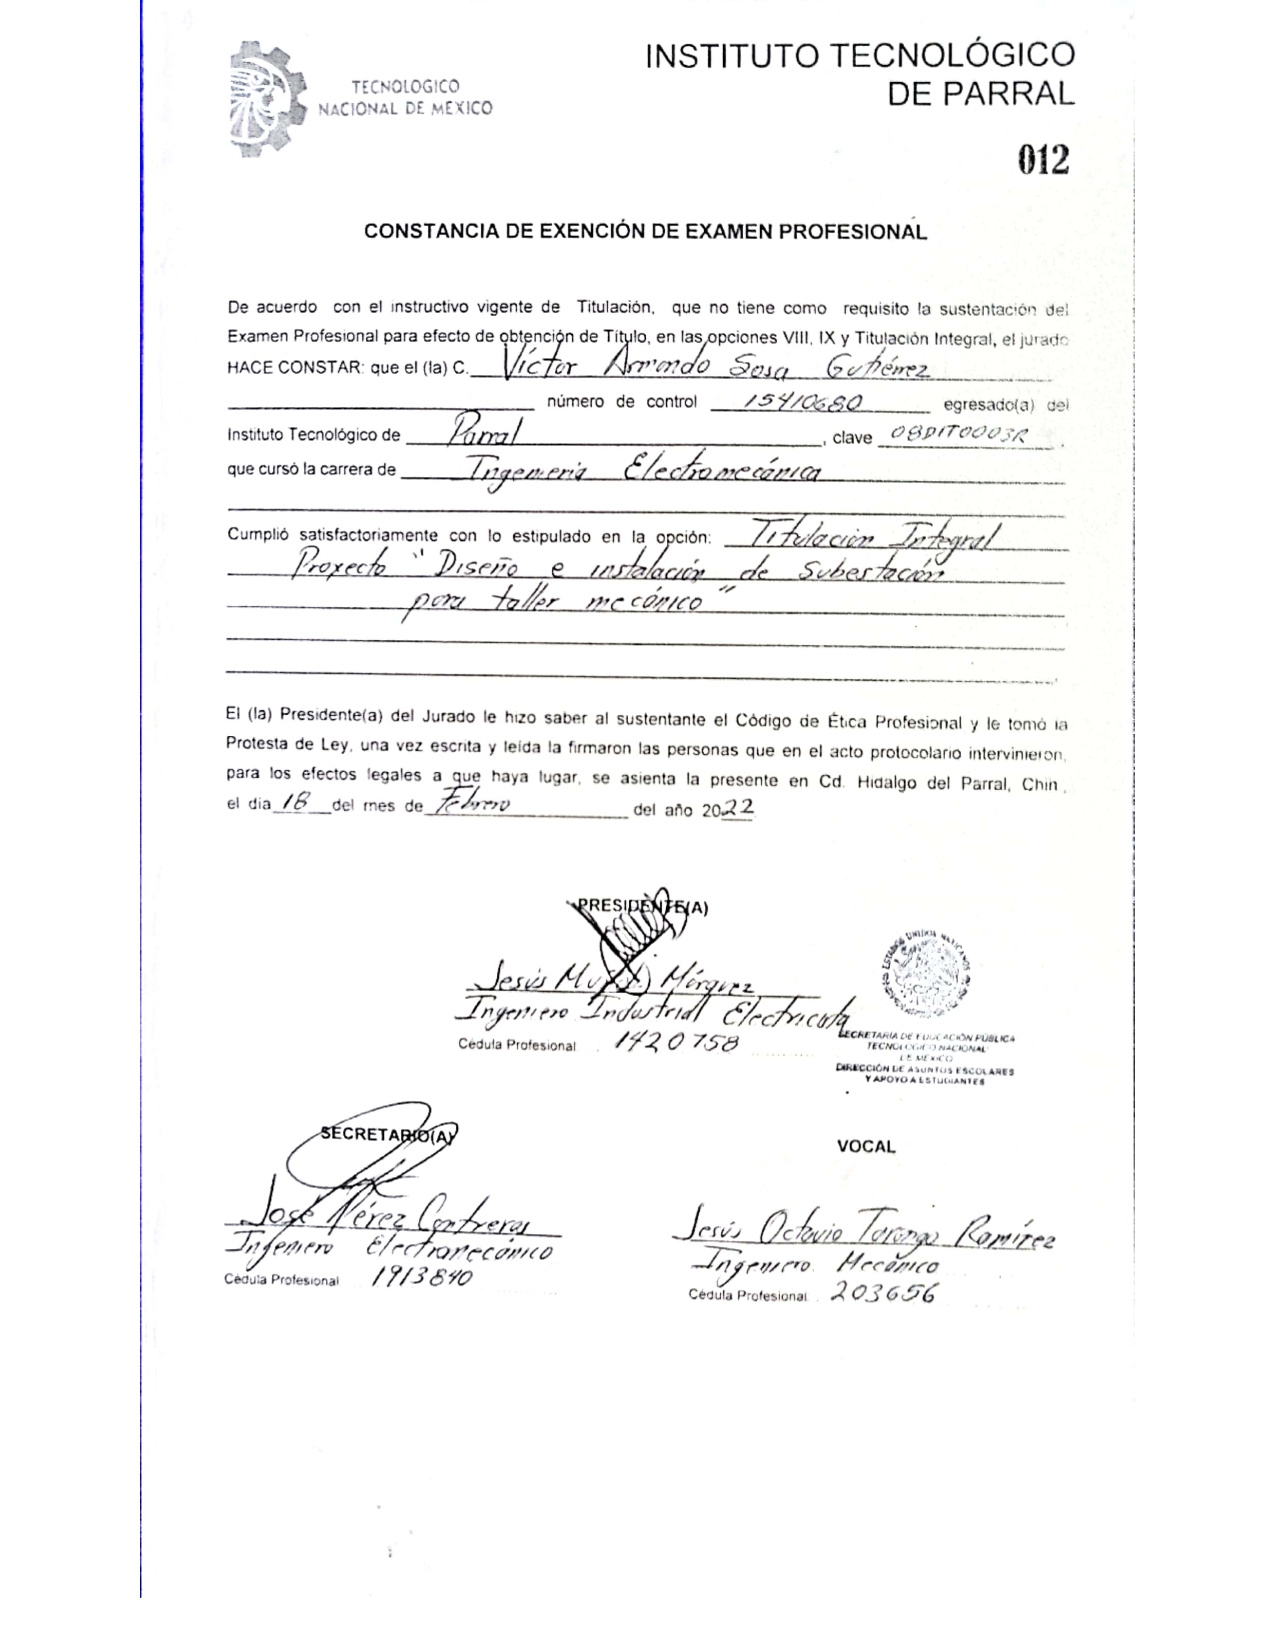 TECNOLOGICO
NACIONAL DE MEXICO
INSTITUTO TECNOLÓGICO
DE PARRAL
012
CONSTANCIA DE EXENCIÓN DE EXAMEN PROFESIONAL
De acuerdo con el instructivo vigente de Titulación, que no tiene como requisito la sustentación del
Examen Profesional para efecto de obtención de Título, en las opciones VIII, IX y Titulación Integral, el jurado
HACE CONSTAR: que el (la) C. Víctor Armando Sosa Gutiérrez
número de control 15410680 egresado(a) del
Instituto Tecnológico de Parral, clave 08DIT0003R.
que cursó la carrera de Ingeniería Electromecánica
Cumplió satisfactoriamente con lo estipulado en la opción: Titulación Integral
Proyecto "Diseño e instalación de Subestación
para taller mecánico"
El (la) Presidente(a) del Jurado le hizo saber al sustentante el Código de Ética Profesional y le tomó la
Protesta de Ley, una vez escrita y leída la firmaron las personas que en el acto protocolario intervinieron,
para los efectos legales a que haya lugar, se asienta la presente en Cd. Hidalgo del Parral, Chih.
el dia 18 del mes de Febrero del año 2022
PRESIDENTE(A)
Jesús Márquez
Ingeniero Industrial Electricista
Cédula Profesional 1420758
ESTADOS UNIDOS MEXICANOS
SECRETARÍA DE EDUCACIÓN PÚBLICA
TECNOLÓGICO NACIONAL
DE MÉXICO
DIRECCIÓN DE ASUNTOS ESCOLARES
Y APOYO A ESTUDIANTES
SECRETARIO(A)
José Pérez Contreras
Ingeniero Electromecánico
Cédula Profesional 1913840
VOCAL
Jesús Octavio Tarango Ramírez
Ingeniero Mecánico
Cédula Profesional 203656